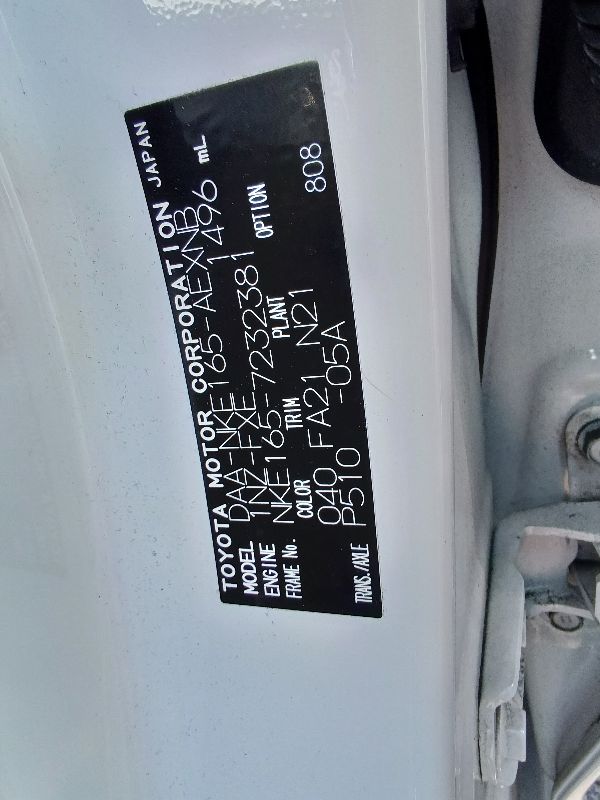 TOYOTA MOTOR CORPORATION JAPAN
MODEL DAA-NKE165-AEXNB
ENGINE 1NZ-FXE 1496 mL
FRAME No. NKE165-7232381
COLOR TRIM PLANT OPTION
040 FA21 N21 808
TRANS./AXLE P510 -05A